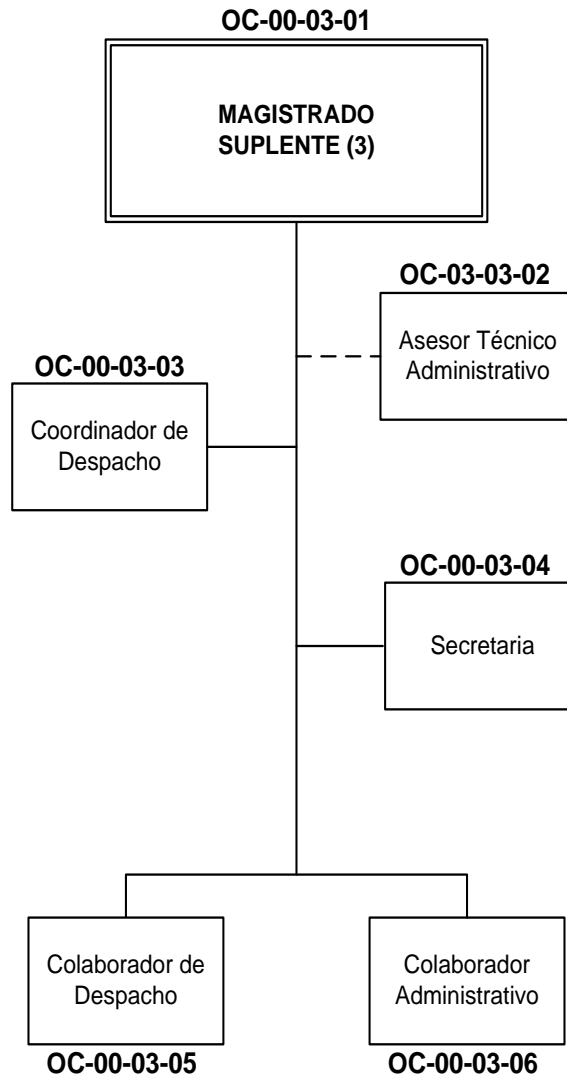 OC-00-03-01
MAGISTRADO
SUPLENTE (3)
OC-03-03-02
Asesor Técnico
Administrativo
OC-00-03-03
Coordinador de
Despacho
OC-00-03-04
Secretaria
Colaborador de
Despacho
OC-00-03-05
Colaborador
Administrativo
OC-00-03-06